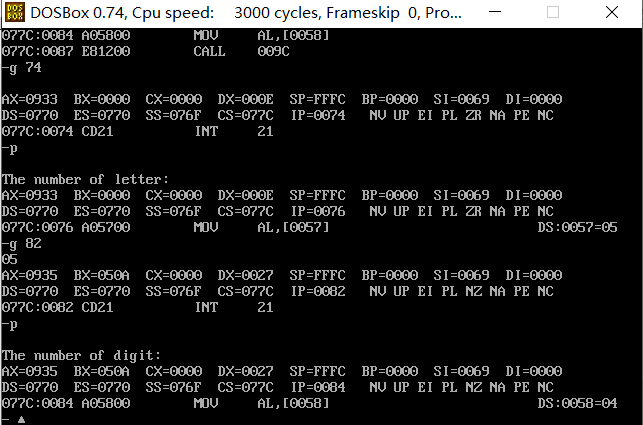 DOSBox 0.74, Cpu speed: 3000 cycles, Frameskip 0, Pro...
077C:0084 A05800 MOV AL,[0058]
077C:0087 E81200 CALL 009C
-g 74
AX=0933 BX=0000 CX=0000 DX=000E SP=FFFC BP=0000 SI=0069 DI=0000
DS=0770 ES=0770 SS=076F CS=077C IP=0074 NV UP EI PL ZR NA PE NC
077C:0074 CD21 INT 21
-p
The number of letter:
AX=0933 BX=0000 CX=0000 DX=000E SP=FFFC BP=0000 SI=0069 DI=0000
DS=0770 ES=0770 SS=076F CS=077C IP=0076 NV UP EI PL ZR NA PE NC
077C:0076 A05700 MOV AL,[0057] DS:0057=05
-g 82
05
AX=0935 BX=050A CX=0000 DX=0027 SP=FFFC BP=0000 SI=0069 DI=0000
DS=0770 ES=0770 SS=076F CS=077C IP=0082 NV UP EI PL NZ NA PE NC
077C:0082 CD21 INT 21
-p
The number of digit:
AX=0935 BX=050A CX=0000 DX=0027 SP=FFFC BP=0000 SI=0069 DI=0000
DS=0770 ES=0770 SS=076F CS=077C IP=0084 NV UP EI PL NZ NA PE NC
077C:0084 A05800 MOV AL,[0058] DS:0058=04
-